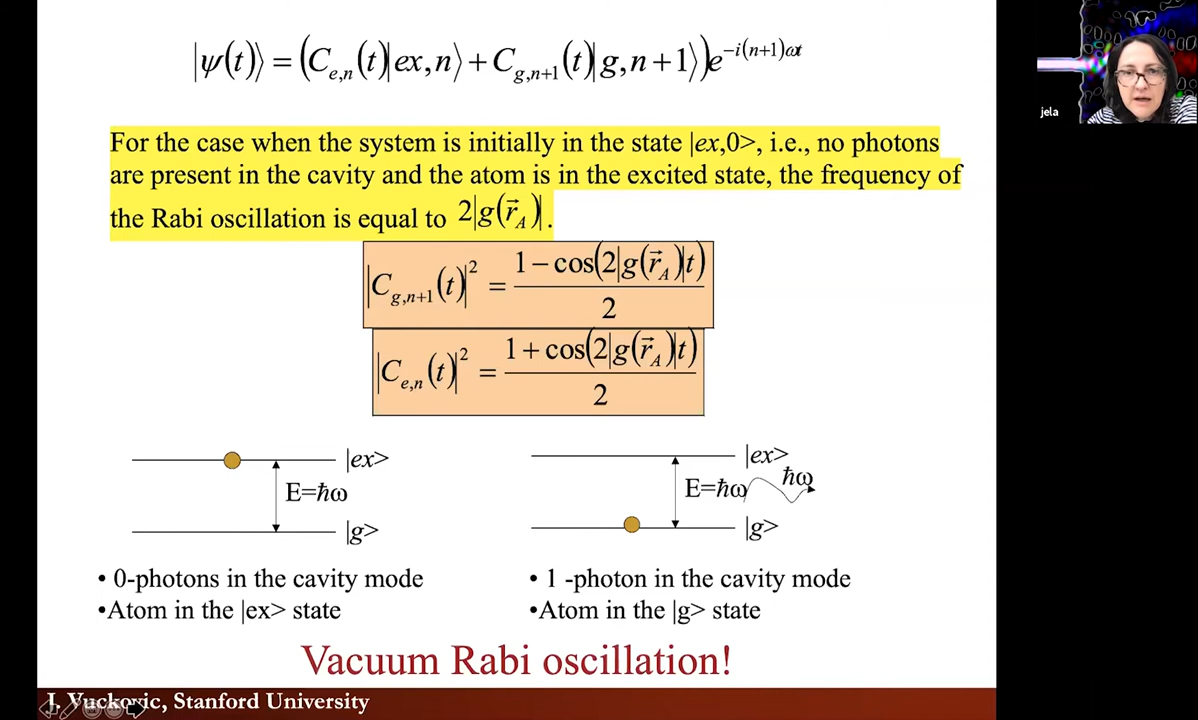 |ψ(t)⟩ = (C_{e,n}(t)|ex,n⟩ + C_{g,n+1}(t)|g,n+1⟩)e^{-i(n+1)ωt}
jela
For the case when the system is initially in the state |ex,0>, i.e., no photons
are present in the cavity and the atom is in the excited state, the frequency of
the Rabi oscillation is equal to 2|g(r⃗_A)|.
|C_{g,n+1}(t)|² = (1 − cos(2|g(r⃗_A)|t)) / 2
|C_{e,n}(t)|² = (1 + cos(2|g(r⃗_A)|t)) / 2
|ex>
E=ħω
|g>
|ex>
E=ħω
ħω
|g>
• 0-photons in the cavity mode
•Atom in the |ex> state
• 1 -photon in the cavity mode
•Atom in the |g> state
Vacuum Rabi oscillation!
J. Vuckovic, Stanford University